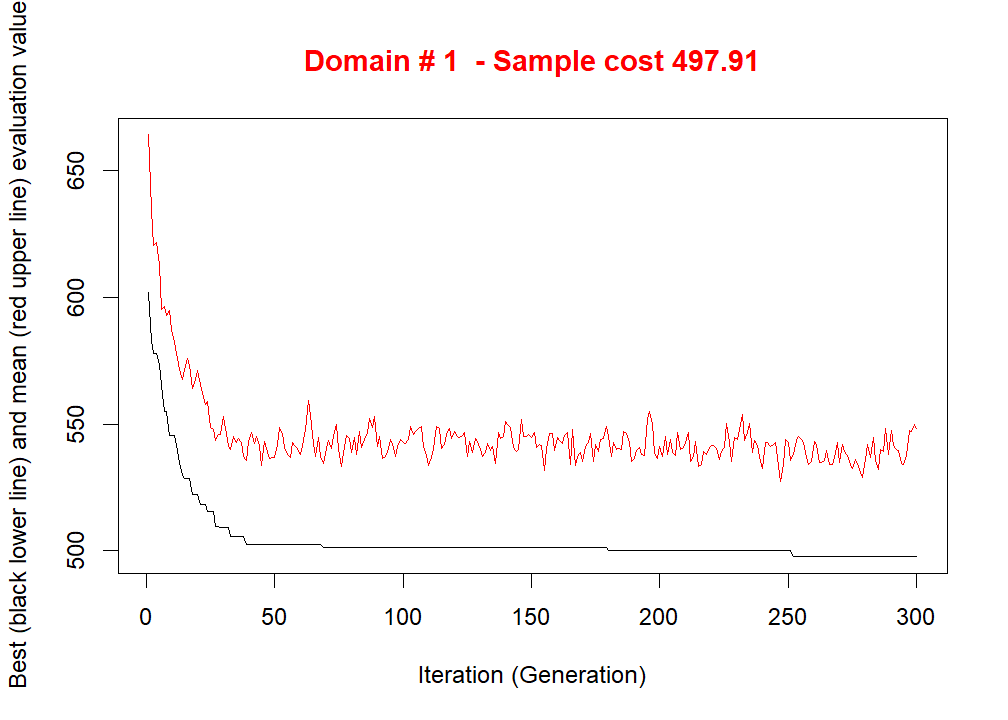 Domain # 1  - Sample cost 497.91
Best (black lower line) and mean (red upper line) evaluation value
650
600
550
500
0 50 100 150 200 250 300
Iteration (Generation)